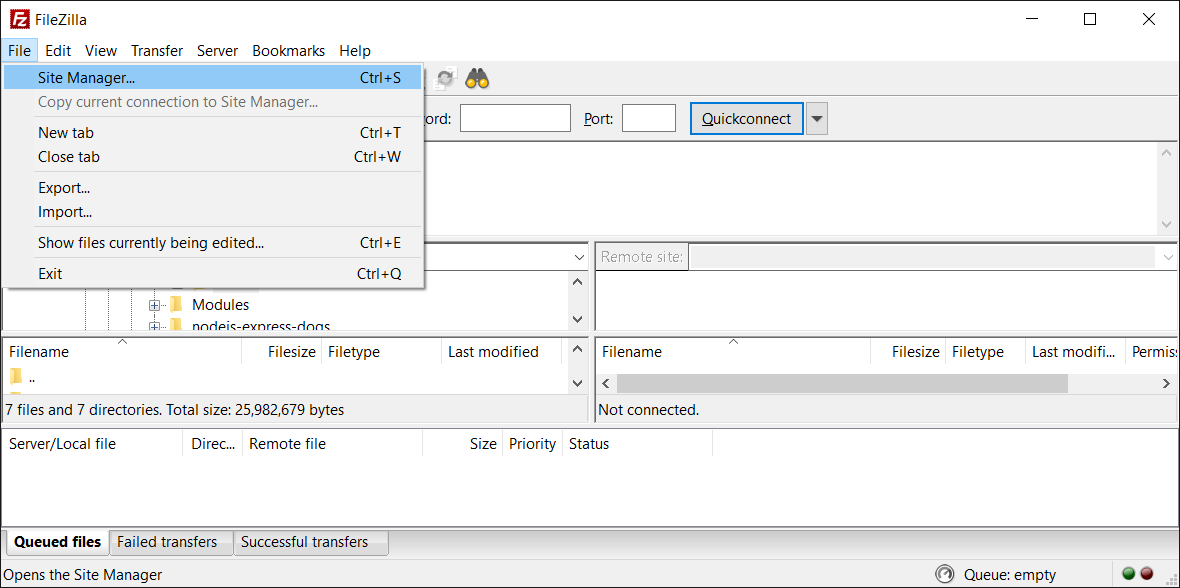 FileZilla
File Edit View Transfer Server Bookmarks Help
Site Manager... Ctrl+S
Copy current connection to Site Manager...
ord: Port: Quickconnect
New tab Ctrl+T
Close tab Ctrl+W
Export...
Import...
Show files currently being edited... Ctrl+E
Remote site:
Exit Ctrl+Q
Modules
nodejs-express-dogs
Filename Filesize Filetype Last modified
..
7 files and 7 directories. Total size: 25,982,679 bytes
Filename Filesize Filetype Last modifi... Permis
Not connected.
Server/Local file Direc... Remote file Size Priority Status
Queued files Failed transfers Successful transfers
Opens the Site Manager Queue: empty